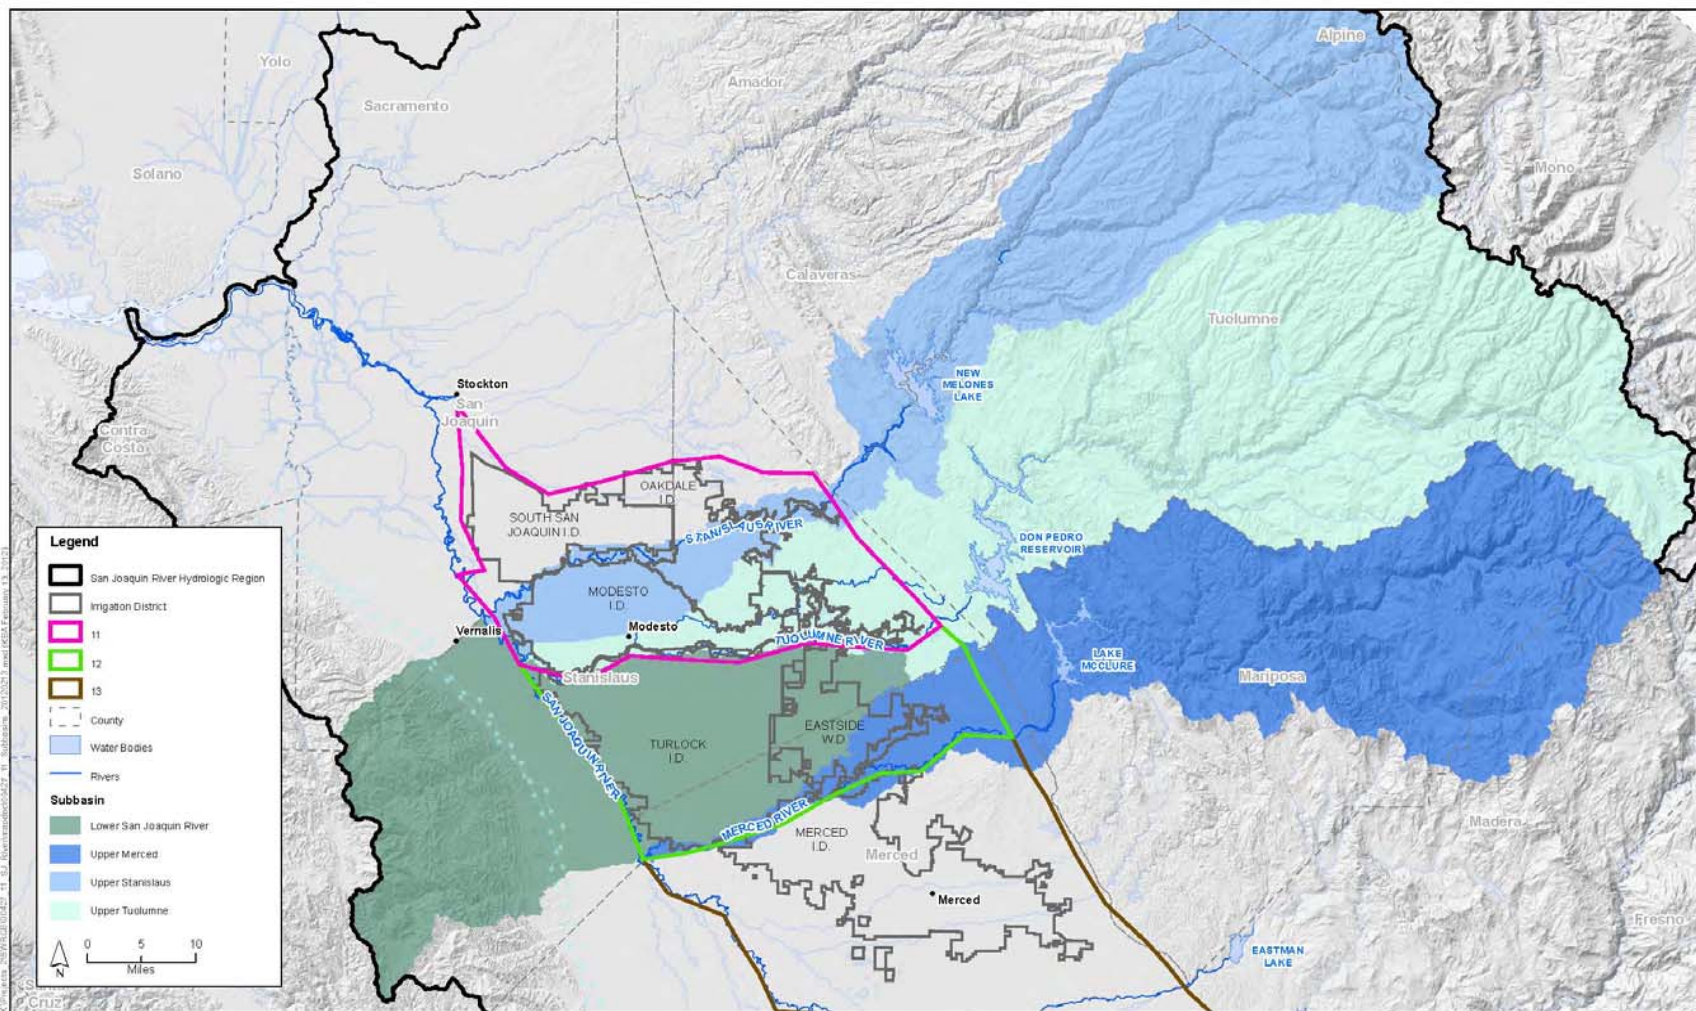 Yolo
Alpine
Amador
Sacramento
Solano
Mono
Calaveras
Tuolumne
Stockton
San
Joaquin
NEW
MELONES
LAKE
Contra
Costa
OAKDALE
I.D.
SOUTH SAN
JOAQUIN I.D.
STANISLAUS RIVER
DON PEDRO
RESERVOIR
MODESTO
I.D.
Vernalis
Modesto
TUOLUMNE RIVER
LAKE
MCCLURE
Stanislaus
Mariposa
SAN JOAQUIN RIVER
TURLOCK
I.D.
EASTSIDE
W.D.
MERCED RIVER
MERCED
I.D.
Merced
Madera
Merced
Fresno
EASTMAN
LAKE
Cruz
Legend
San Joaquin River Hydrologic Region
Irrigation District
11
12
13
County
Water Bodies
Rivers
Subbasin
Lower San Joaquin River
Upper Merced
Upper Stanislaus
Upper Tuolumne
N
0 5 10
Miles